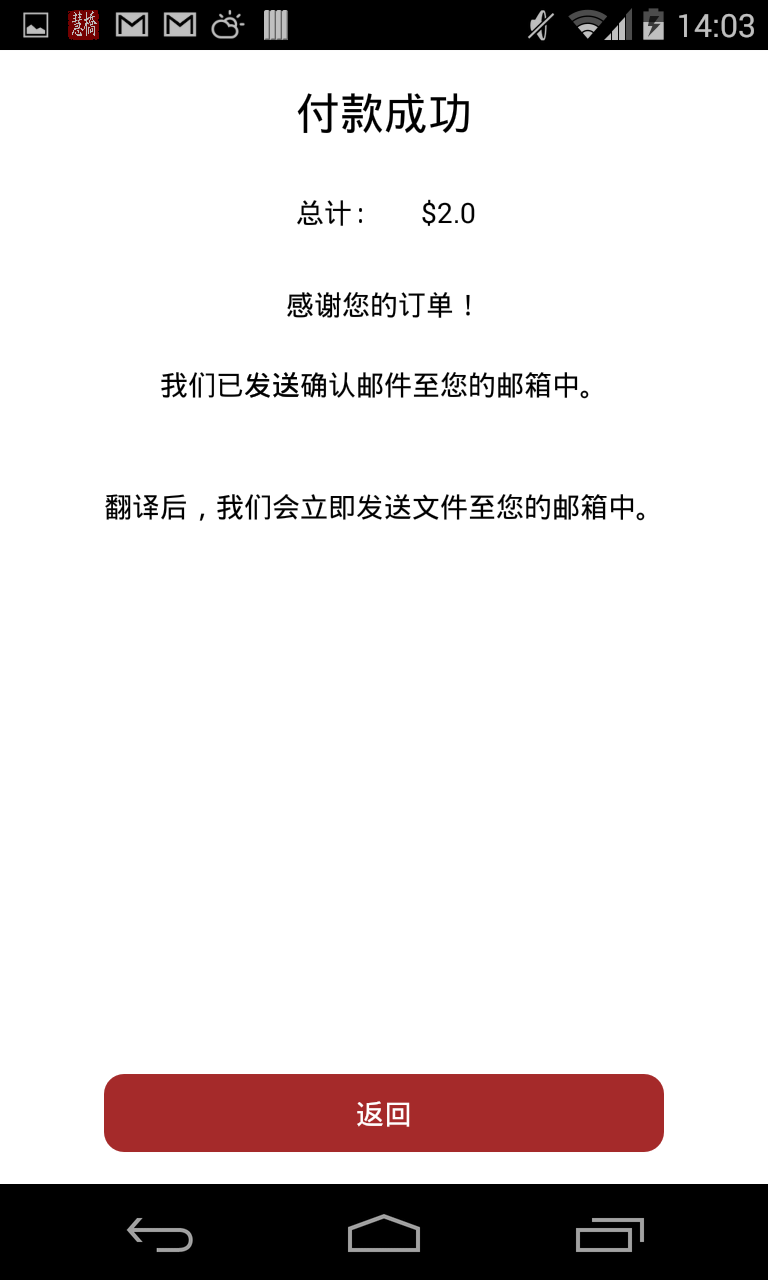 慧橋
14:03
付款成功
总计： $2.0
感谢您的订单！
我们已发送确认邮件至您的邮箱中。
翻译后，我们会立即发送文件至您的邮箱中。
返回